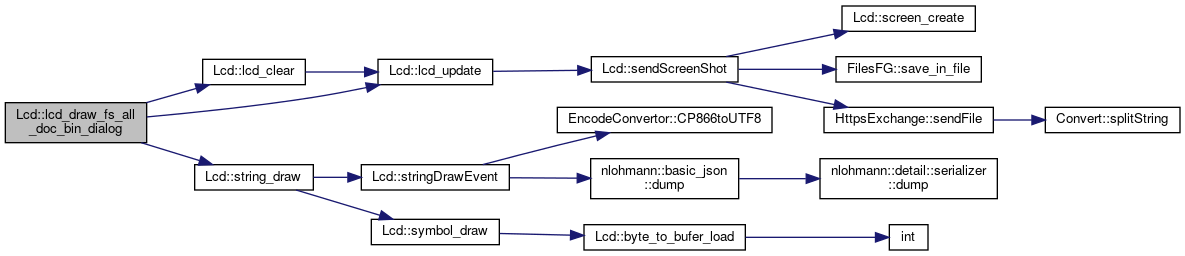 Lcd::lcd_draw_fs_all
_doc_bin_dialog
Lcd::lcd_clear
Lcd::lcd_update
Lcd::sendScreenShot
Lcd::screen_create
FilesFG::save_in_file
HttpsExchange::sendFile
Convert::splitString
Lcd::string_draw
Lcd::stringDrawEvent
EncodeConvertor::CP866toUTF8
nlohmann::basic_json
::dump
nlohmann::detail::serializer
::dump
Lcd::symbol_draw
Lcd::byte_to_bufer_load
int